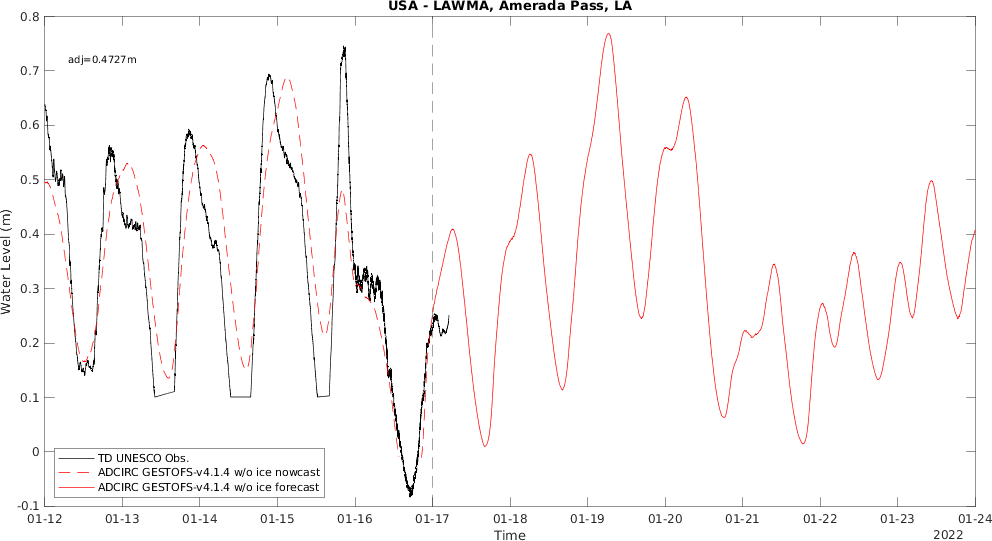 USA - LAWMA, Amerada Pass, LA
adj=0.4727m
Water Level (m)
0.8
0.7
0.6
0.5
0.4
0.3
0.2
0.1
0
-0.1
TD UNESCO Obs.
ADCIRC GESTOFS-v4.1.4 w/o ice nowcast
ADCIRC GESTOFS-v4.1.4 w/o ice forecast
01-12 01-13 01-14 01-15 01-16 01-17 01-18 01-19 01-20 01-21 01-22 01-23 01-24
Time
2022